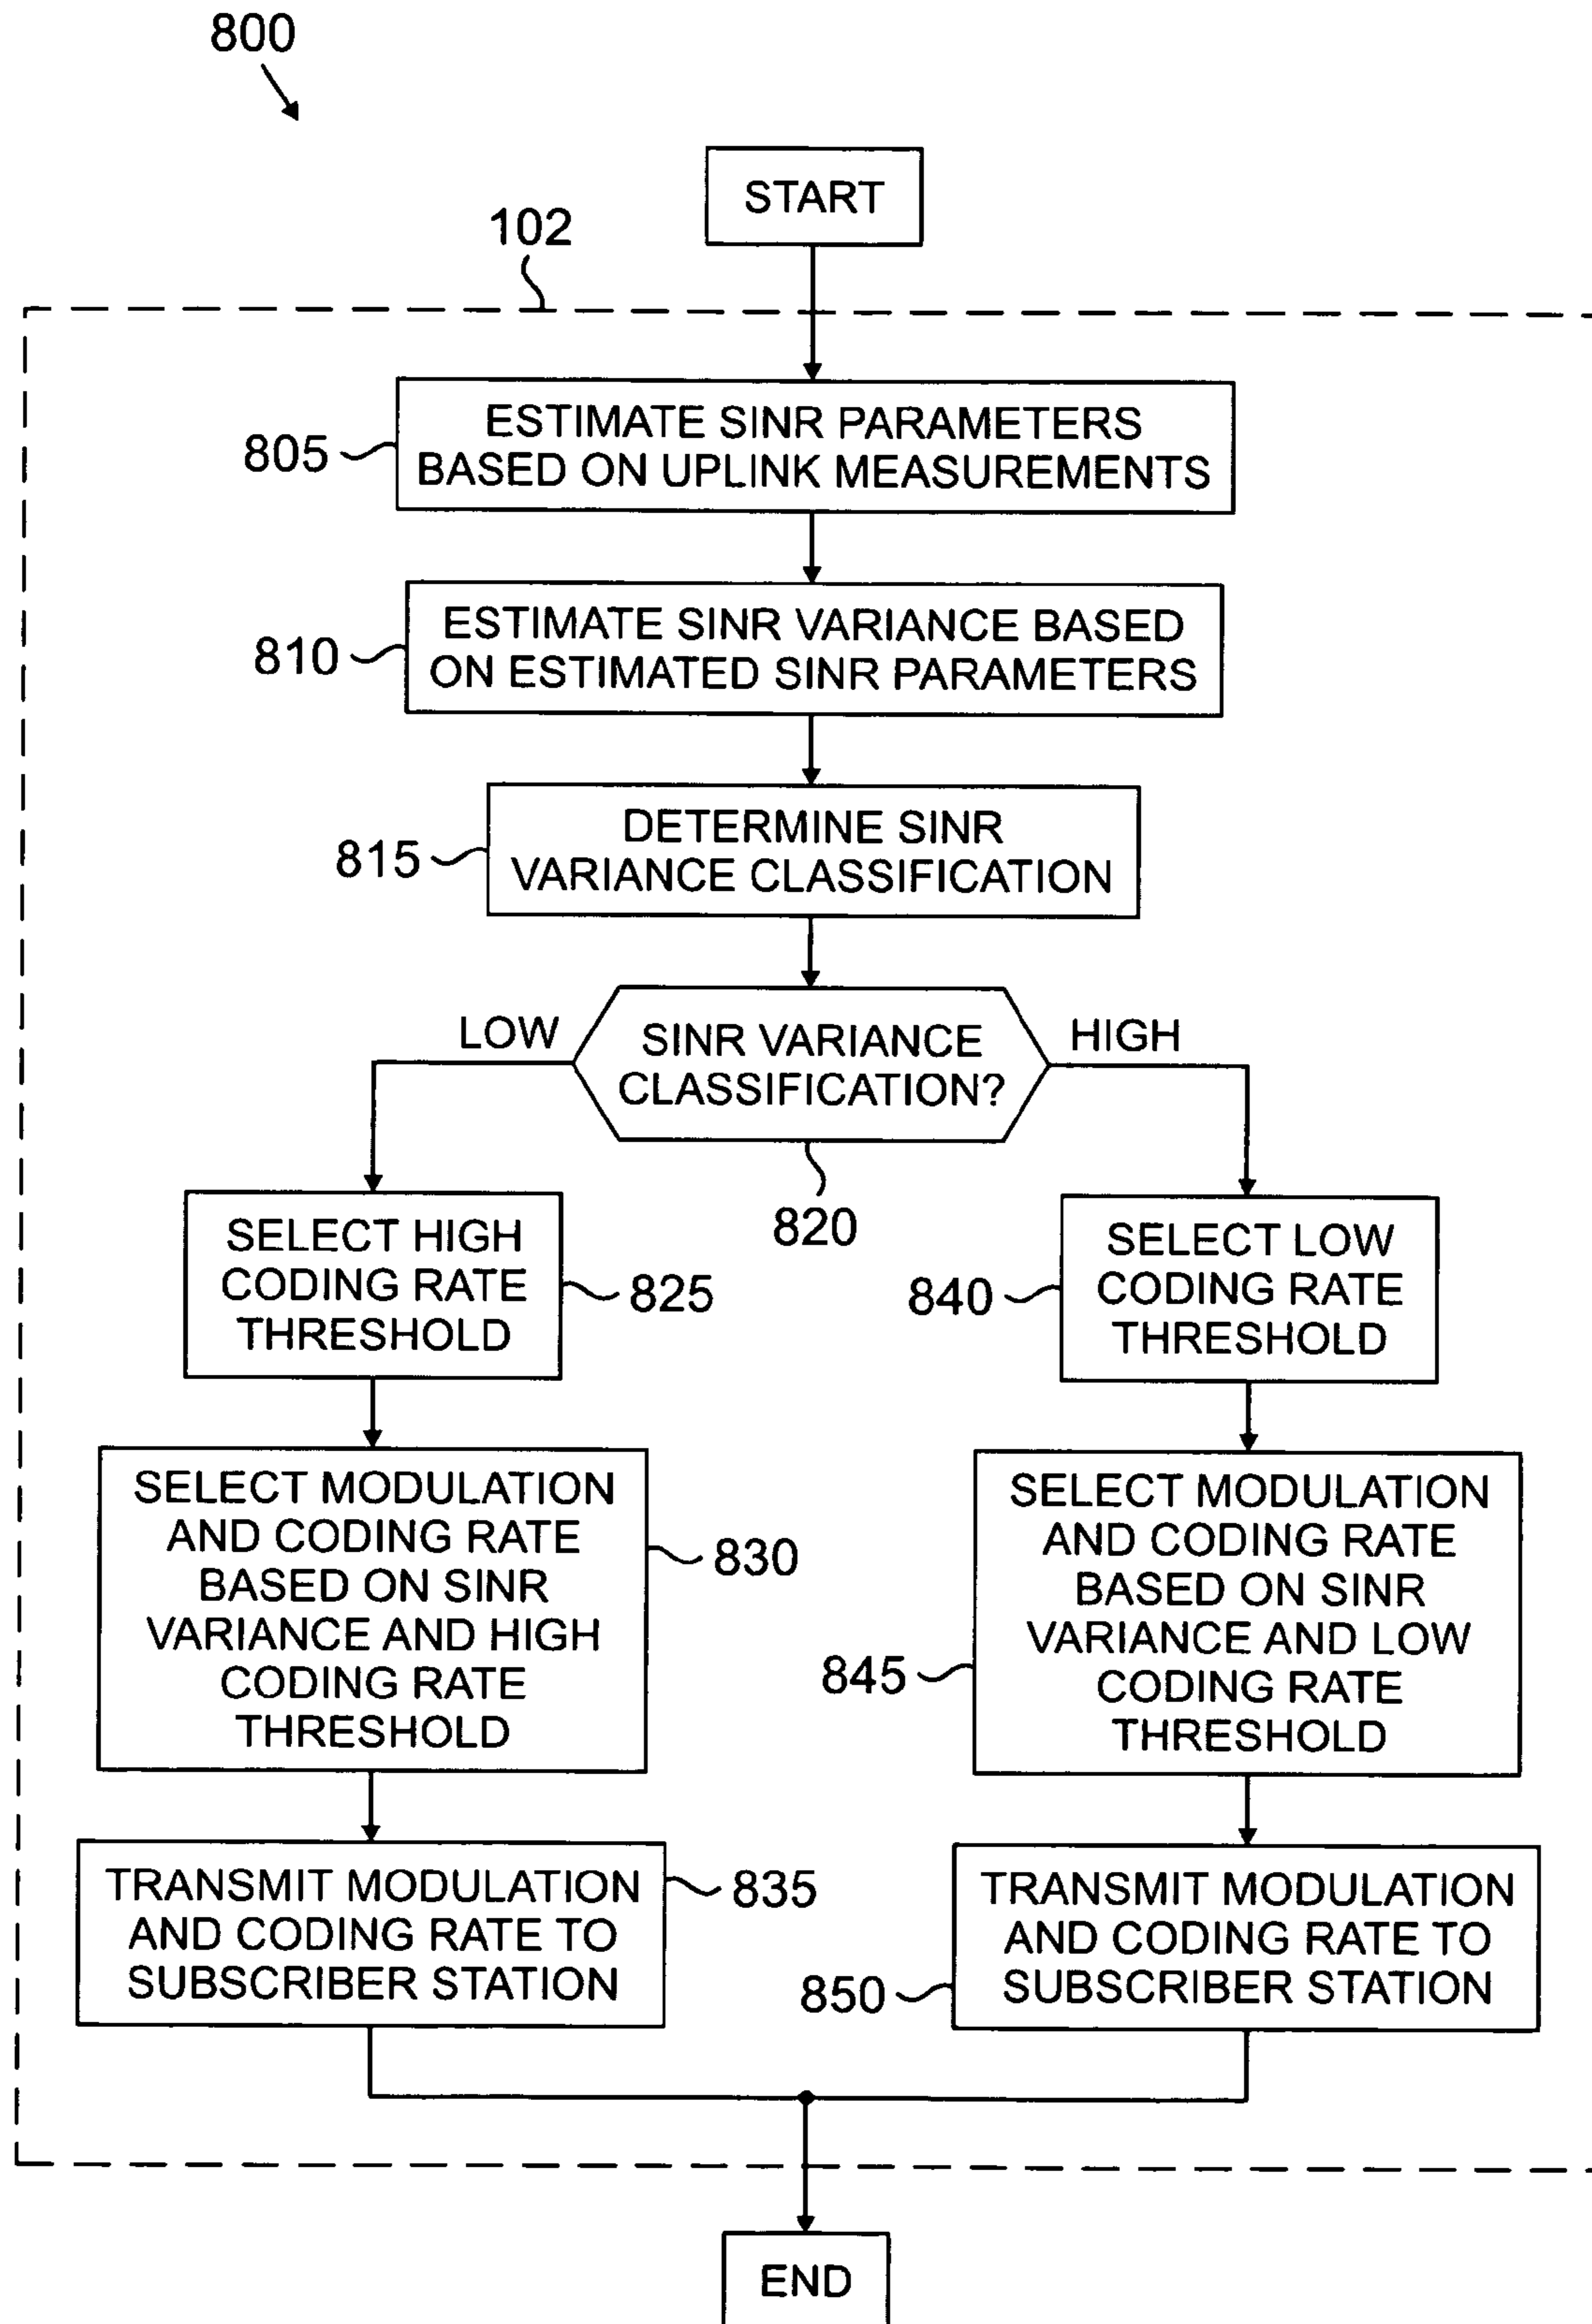 800
START
102
ESTIMATE SINR PARAMETERS
BASED ON UPLINK MEASUREMENTS
805
ESTIMATE SINR VARIANCE BASED
ON ESTIMATED SINR PARAMETERS
810
DETERMINE SINR
VARIANCE CLASSIFICATION
815
LOW
SINR VARIANCE
CLASSIFICATION?
HIGH
820
SELECT HIGH
CODING RATE
THRESHOLD
825
840
SELECT LOW
CODING RATE
THRESHOLD
SELECT MODULATION
AND CODING RATE
BASED ON SINR
VARIANCE AND HIGH
CODING RATE
THRESHOLD
830
845
SELECT MODULATION
AND CODING RATE
BASED ON SINR
VARIANCE AND LOW
CODING RATE
THRESHOLD
TRANSMIT MODULATION
AND CODING RATE TO
SUBSCRIBER STATION
835
850
TRANSMIT MODULATION
AND CODING RATE TO
SUBSCRIBER STATION
END